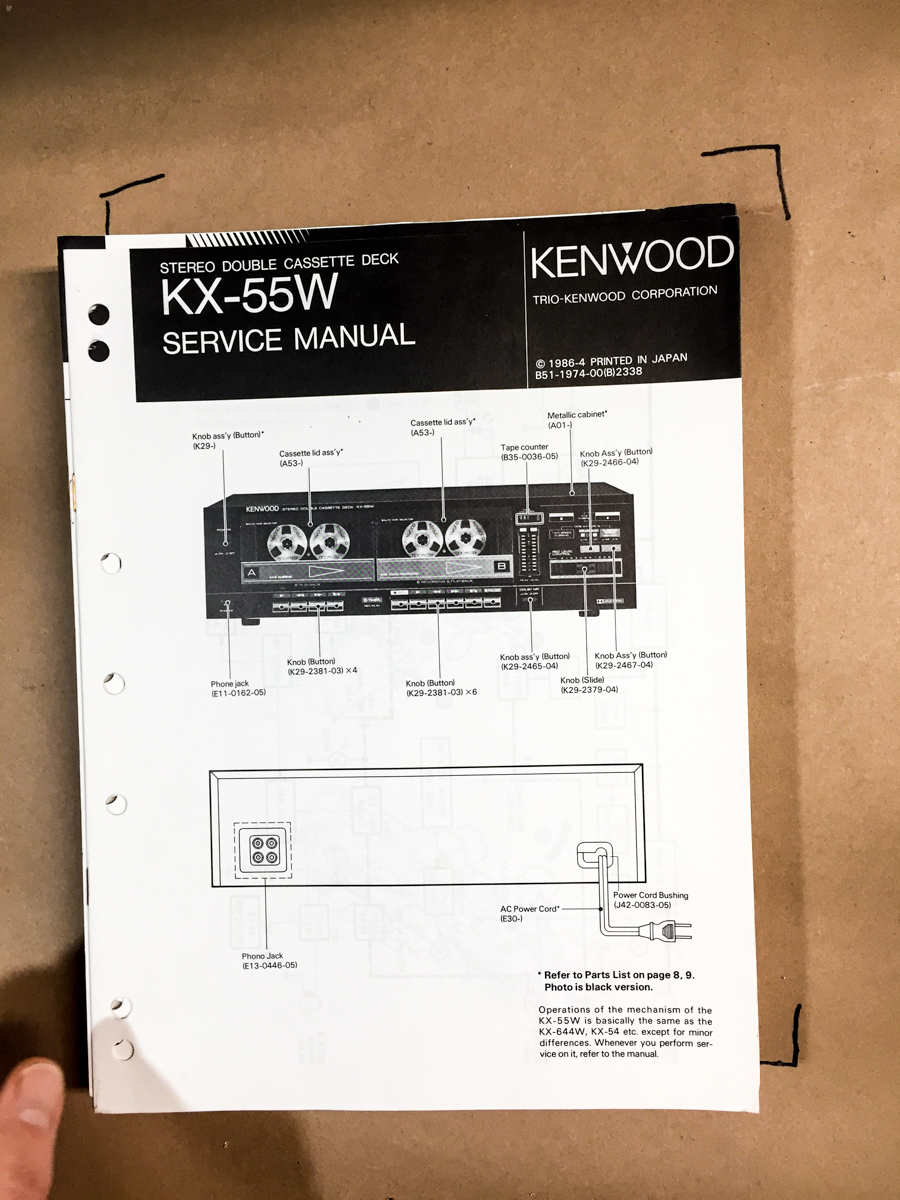 STEREO DOUBLE CASSETTE DECK
KX-55W
SERVICE MANUAL
KENWOOD
TRIO-KENWOOD CORPORATION
© 1986-4 PRINTED IN JAPAN
B51-1974-00(B)2338
Knob ass'y (Button)*
(K29-)
Cassette lid ass'y*
(A53-)
Cassette lid ass'y*
(A53-)
Tape counter
(B35-0036-05)
Metallic cabinet*
(A01-)
Knob Ass'y (Button)
(K29-2466-04)
KENWOOD STEREO DOUBLE CASSETTE DECK KX-55W
A
B
Phone jack
(E11-0162-05)
Knob (Button)
(K29-2381-03) ×4
Knob (Button)
(K29-2381-03) ×6
Knob ass'y (Button)
(K29-2465-04)
Knob (Slide)
(K29-2379-04)
Knob Ass'y (Button)
(K29-2467-04)
Phono Jack
(E13-0446-05)
AC Power Cord*
(E30-)
Power Cord Bushing
(J42-0083-05)
* Refer to Parts List on page 8, 9.
Photo is black version.
Operations of the mechanism of the
KX-55W is basically the same as the
KX-644W, KX-54 etc. except for minor
differences. Whenever you perform ser-
vice on it, refer to the manual.